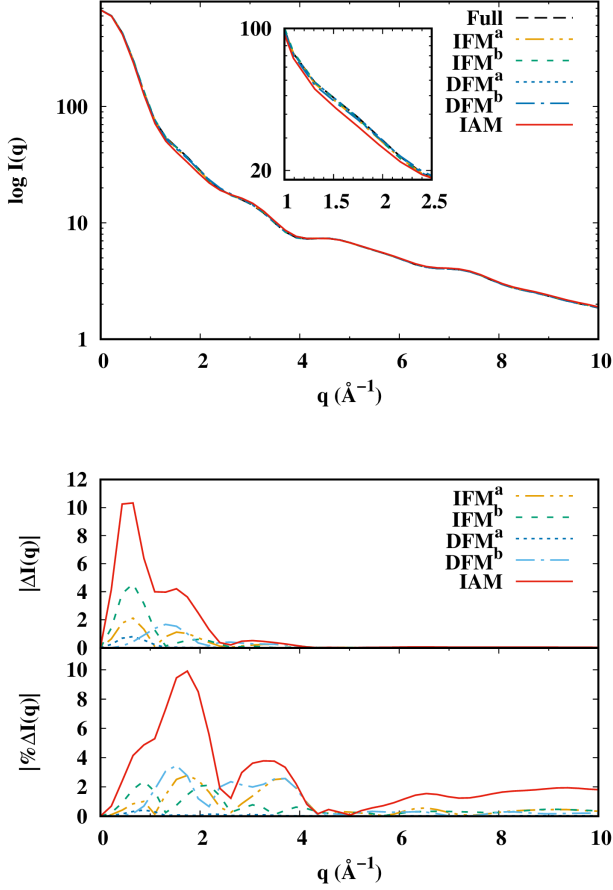 Full
IFMᵃ
IFMᵇ
DFMᵃ
DFMᵇ
IAM
log I(q)
100
10
1
100
20
1 1.5 2 2.5
0 2 4 6 8 10
q (Å⁻¹)
IFMᵃ
IFMᵇ
DFMᵃ
DFMᵇ
IAM
|ΔI(q)|
12
10
8
6
4
2
0
|%ΔI(q)|
10
8
6
4
2
0
0 2 4 6 8 10
q (Å⁻¹)